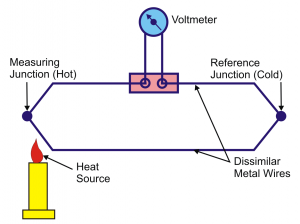 Voltmeter
Measuring
Junction (Hot)
Reference
Junction (Cold)
Heat
Source
Dissimilar
Metal Wires